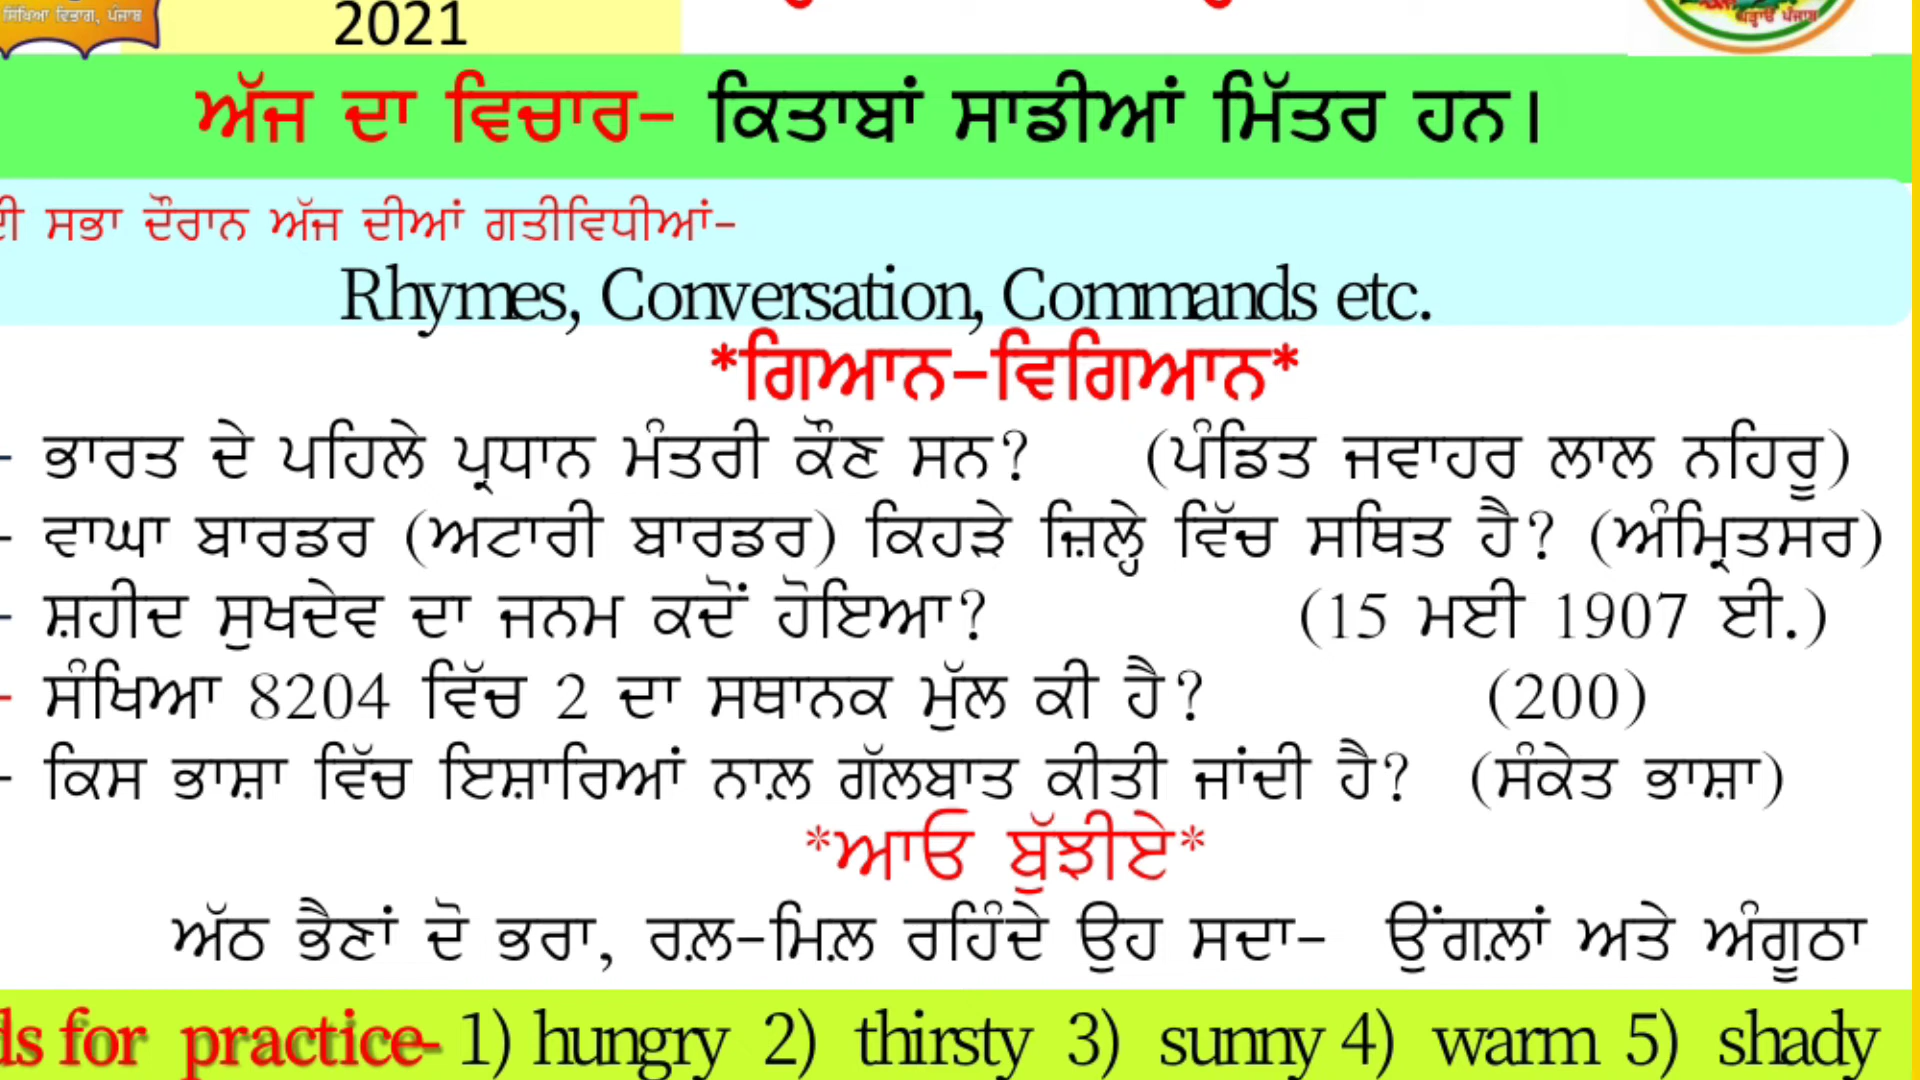 ਸਿੱਖਿਆ ਵਿਭਾਗ, ਪੰਜਾਬ
2021
ਪੜ੍ਹਾਓ ਪੰਜਾਬ
ਅੱਜ ਦਾ ਵਿਚਾਰ- ਕਿਤਾਬਾਂ ਸਾਡੀਆਂ ਮਿੱਤਰ ਹਨ।
ਸਭਾ ਦੌਰਾਨ ਅੱਜ ਦੀਆਂ ਗਤੀਵਿਧੀਆਂ-
Rhymes, Conversation, Commands etc.
*ਗਿਆਨ-ਵਿਗਿਆਨ*
- ਭਾਰਤ ਦੇ ਪਹਿਲੇ ਪ੍ਰਧਾਨ ਮੰਤਰੀ ਕੌਣ ਸਨ? (ਪੰਡਿਤ ਜਵਾਹਰ ਲਾਲ ਨਹਿਰੂ)
- ਵਾਘਾ ਬਾਰਡਰ (ਅਟਾਰੀ ਬਾਰਡਰ) ਕਿਹੜੇ ਜ਼ਿਲ੍ਹੇ ਵਿੱਚ ਸਥਿਤ ਹੈ? (ਅੰਮ੍ਰਿਤਸਰ)
- ਸ਼ਹੀਦ ਸੁਖਦੇਵ ਦਾ ਜਨਮ ਕਦੋਂ ਹੋਇਆ? (15 ਮਈ 1907 ਈ.)
- ਸੰਖਿਆ 8204 ਵਿੱਚ 2 ਦਾ ਸਥਾਨਕ ਮੁੱਲ ਕੀ ਹੈ? (200)
- ਕਿਸ ਭਾਸ਼ਾ ਵਿੱਚ ਇਸ਼ਾਰਿਆਂ ਨਾਲ਼ ਗੱਲਬਾਤ ਕੀਤੀ ਜਾਂਦੀ ਹੈ? (ਸੰਕੇਤ ਭਾਸ਼ਾ)
*ਆਓ ਬੁੱਝੀਏ*
ਅੱਠ ਭੈਣਾਂ ਦੋ ਭਰਾ, ਰਲ਼-ਮਿਲ਼ ਰਹਿੰਦੇ ਉਹ ਸਦਾ- ਉਂਗਲ਼ਾਂ ਅਤੇ ਅੰਗੂਠਾ
for practice- 1) hungry 2) thirsty 3) sunny 4) warm 5) shady